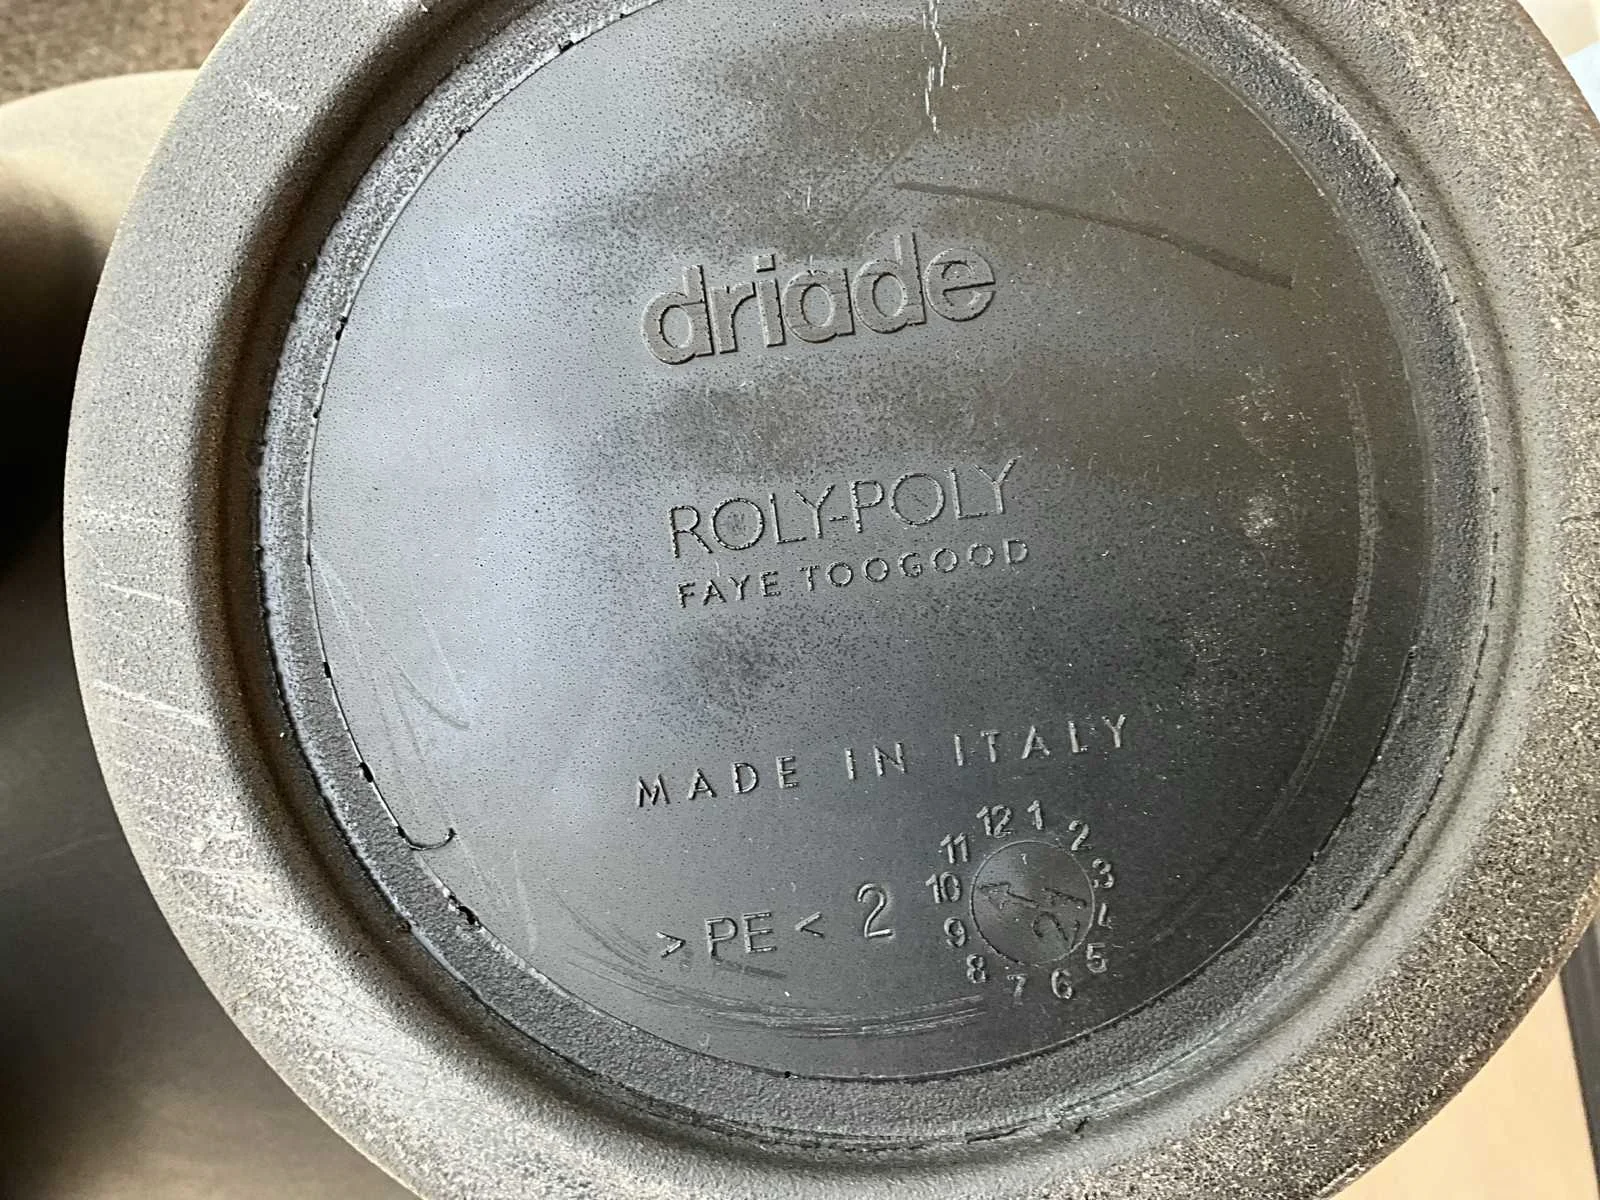 driade
ROLY-POLY
FAYE TOOGOOD
MADE IN ITALY
>PE< 2
12 1 2 3 4 5 6 7 8 9 10 11